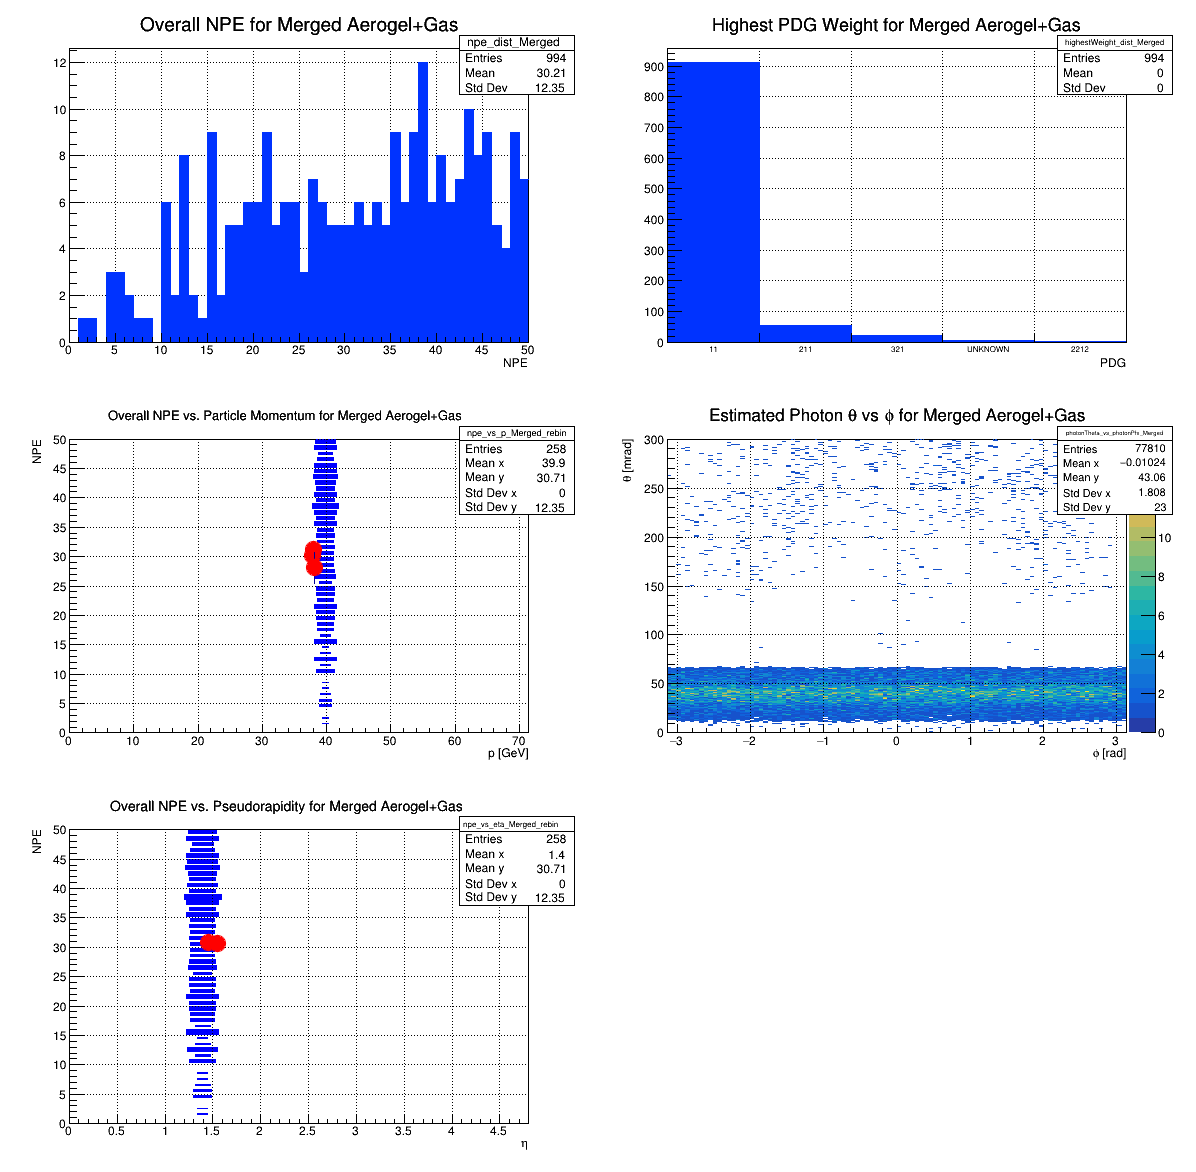 Overall NPE for Merged Aerogel+Gas
npe_dist_Merged
Entries 994
Mean 30.21
Std Dev 12.35
12
10
8
6
4
2
0
0 5 10 15 20 25 30 35 40 45 50
NPE
Highest PDG Weight for Merged Aerogel+Gas
highestWeight_dist_Merged
Entries 994
Mean 0
Std Dev 0
900
800
700
600
500
400
300
200
100
0
11 211 321 UNKNOWN 2212
PDG
Overall NPE vs. Particle Momentum for Merged Aerogel+Gas
NPE
npe_vs_p_Merged_rebin
Entries 258
Mean x 39.9
Mean y 30.71
Std Dev x 0
Std Dev y 12.35
50
45
40
35
30
25
20
15
10
5
0
0 10 20 30 40 50 60 70
p [GeV]
Estimated Photon θ vs ϕ for Merged Aerogel+Gas
θ [mrad]
photonTheta_vs_photonPhi_Merged
Entries 77810
Mean x −0.01024
Mean y 43.06
Std Dev x 1.808
Std Dev y 23
300
250
200
150
100
50
0
10
8
6
4
2
0
−3 −2 −1 0 1 2 3
ϕ [rad]
Overall NPE vs. Pseudorapidity for Merged Aerogel+Gas
NPE
npe_vs_eta_Merged_rebin
Entries 258
Mean x 1.4
Mean y 30.71
Std Dev x 0
Std Dev y 12.35
50
45
40
35
30
25
20
15
10
5
0
0 0.5 1 1.5 2 2.5 3 3.5 4 4.5
η